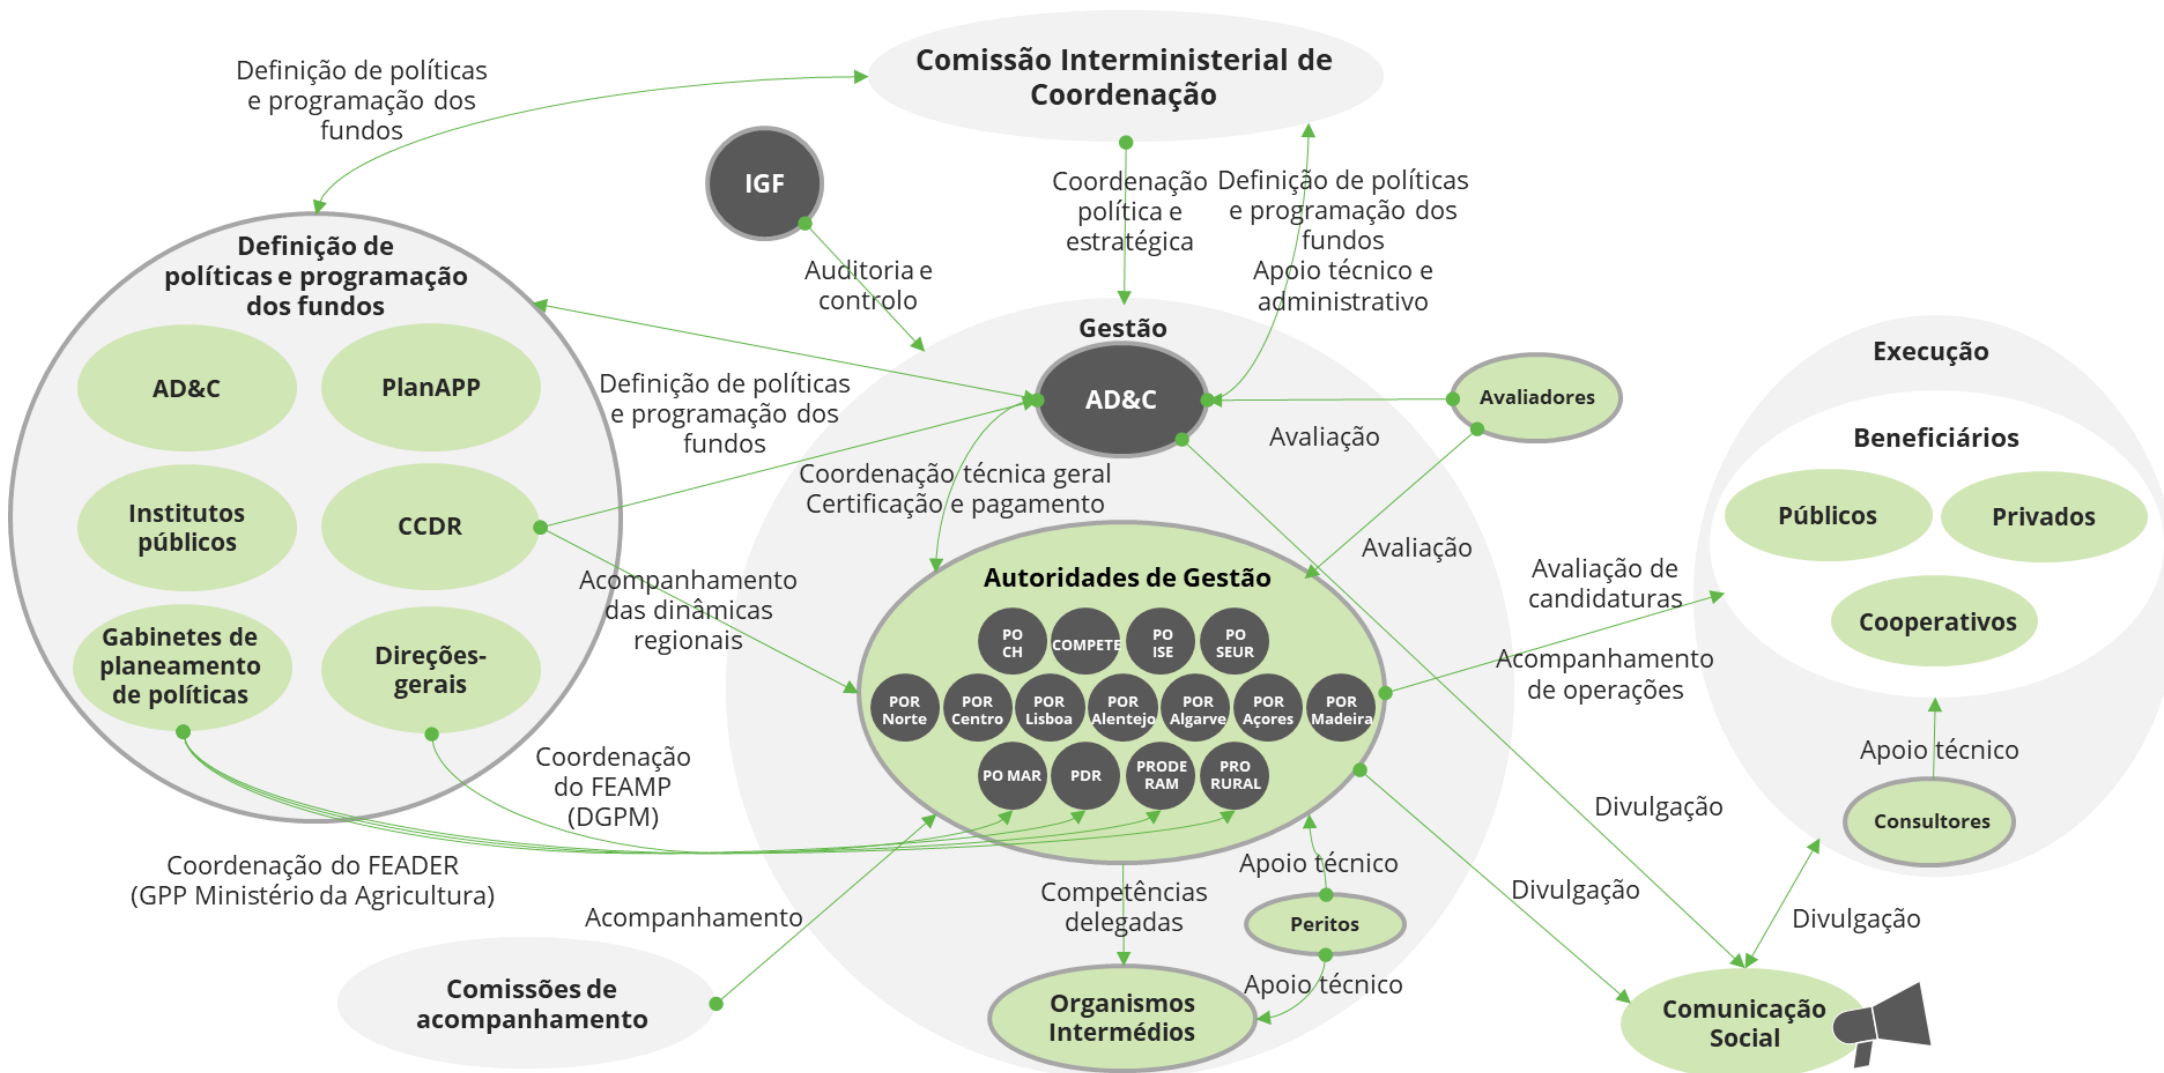 Comissão Interministerial de
Coordenação
Definição de políticas
e programação dos
fundos
IGF
Coordenação
política e
estratégica
Definição de políticas
e programação dos
fundos
Apoio técnico e
administrativo
Auditoria e
controlo
Definição de
políticas e programação
dos fundos
AD&C
PlanAPP
Institutos
públicos
CCDR
Gabinetes de
planeamento
de políticas
Direções-
gerais
Definição de políticas
e programação dos
fundos
Gestão
AD&C
Avaliadores
Avaliação
Coordenação técnica geral
Certificação e pagamento
Avaliação
Acompanhamento
das dinâmicas
regionais
Autoridades de Gestão
PO
CH
COMPETE
PO
ISE
PO
SEUR
POR
Norte
POR
Centro
POR
Lisboa
POR
Alentejo
POR
Algarve
POR
Açores
POR
Madeira
PO MAR
PDR
PRODE
RAM
PRO
RURAL
Execução
Beneficiários
Públicos
Privados
Cooperativos
Avaliação de
candidaturas
Acompanhamento
de operações
Apoio técnico
Consultores
Coordenação
do FEAMP
(DGPM)
Coordenação do FEADER
(GPP Ministério da Agricultura)
Acompanhamento
Comissões de
acompanhamento
Competências
delegadas
Apoio técnico
Peritos
Apoio técnico
Organismos
Intermédios
Divulgação
Divulgação
Divulgação
Comunicação
Social